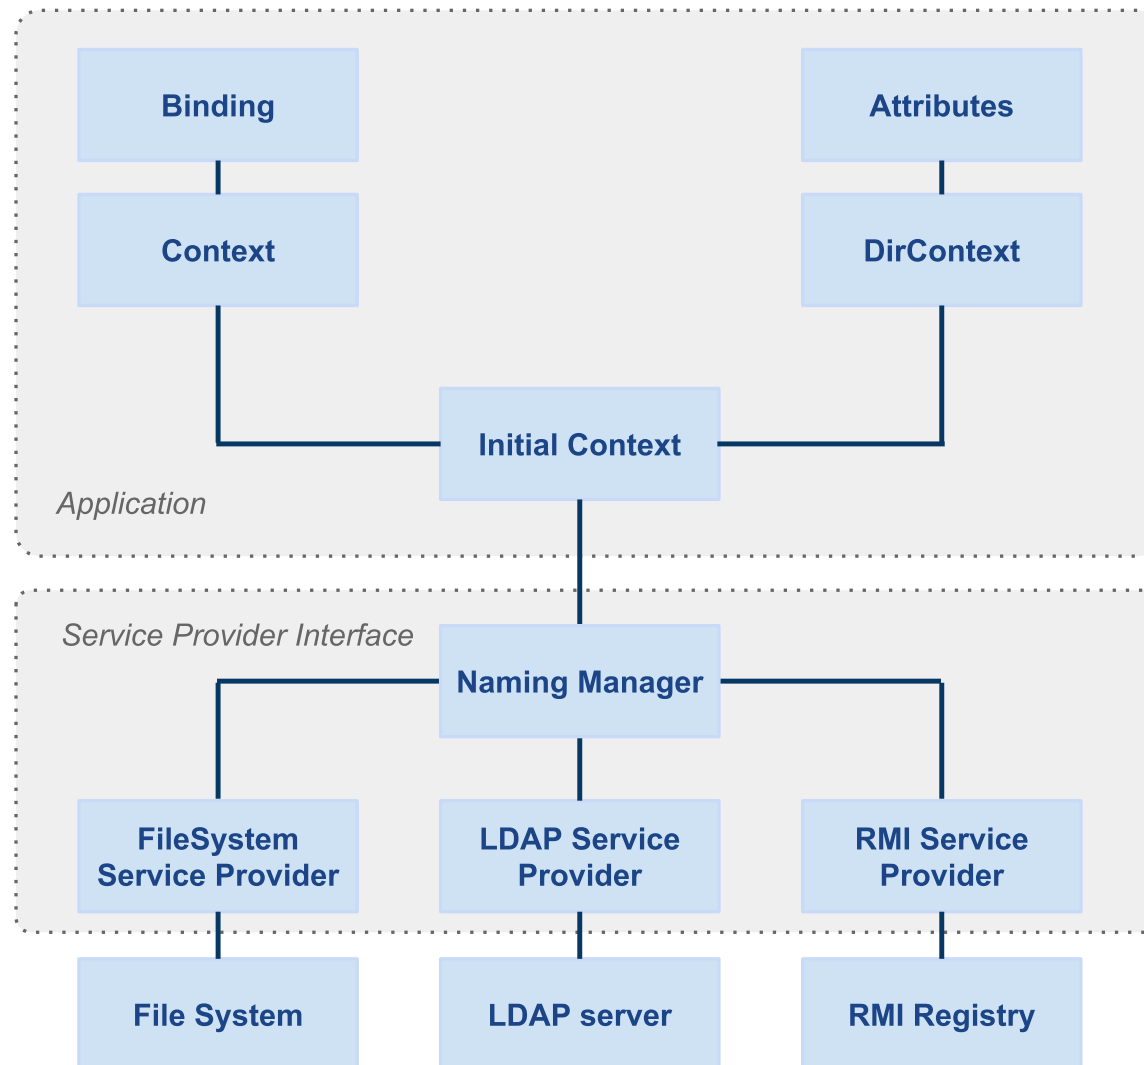 Binding
Attributes
Context
DirContext
Initial Context
Application
Service Provider Interface
Naming Manager
FileSystem
Service Provider
LDAP Service
Provider
RMI Service
Provider
File System
LDAP server
RMI Registry